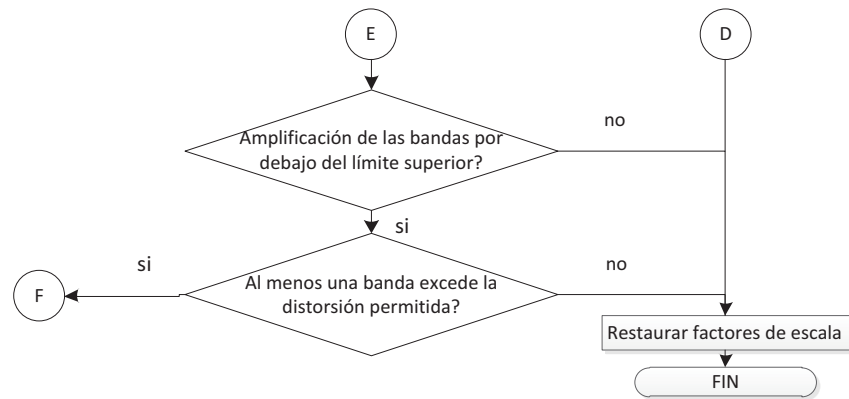 E
D
Amplificación de las bandas por
debajo del límite superior?
no
si
Al menos una banda excede la
distorsión permitida?
si
no
F
Restaurar factores de escala
FIN